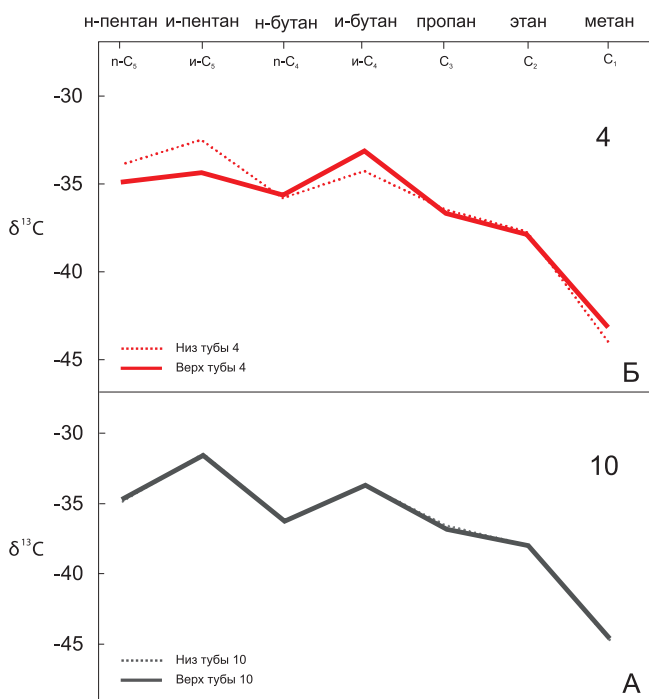 н-пентан и-пентан н-бутан и-бутан пропан этан метан
n-C₅ и-C₅ n-C₄ и-C₄ C₃ C₂ C₁
-30
4
-35
δ¹³C
-40
-45
Низ тубы 4
Верх тубы 4
Б
-30
10
-35
δ¹³C
-40
-45
Низ тубы 10
Верх тубы 10
А